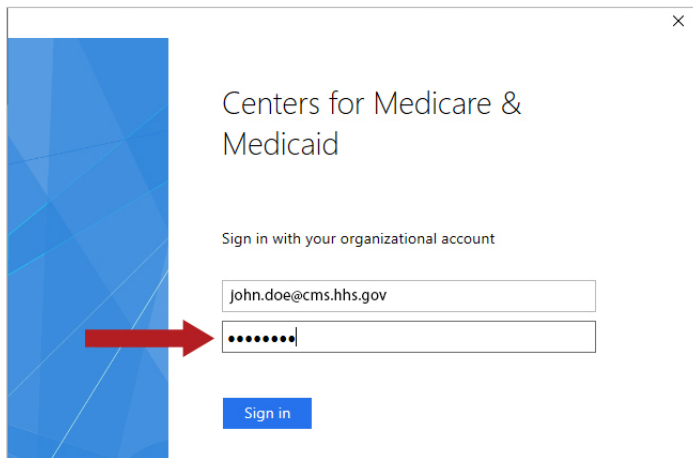 Centers for Medicare &
Medicaid
Sign in with your organizational account
john.doe@cms.hhs.gov
••••••••
Sign in